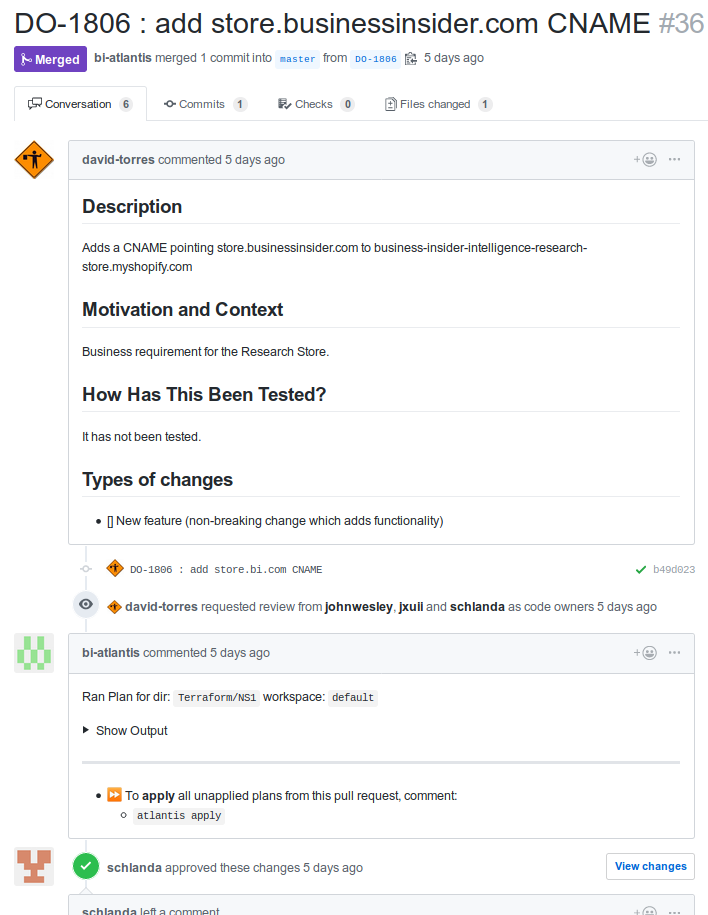 DO-1806 : add store.businessinsider.com CNAME #36
Merged bi-atlantis merged 1 commit into master from DO-1806 5 days ago
Conversation 6 Commits 1 Checks 0 Files changed 1
david-torres commented 5 days ago
Description
Adds a CNAME pointing store.businessinsider.com to business-insider-intelligence-research-
store.myshopify.com
Motivation and Context
Business requirement for the Research Store.
How Has This Been Tested?
It has not been tested.
Types of changes
• [] New feature (non-breaking change which adds functionality)
DO-1806 : add store.bi.com CNAME b49d023
david-torres requested review from johnwesley, jxuii and schlanda as code owners 5 days ago
bi-atlantis commented 5 days ago
Ran Plan for dir: Terraform/NS1 workspace: default
Show Output
• ⏩ To apply all unapplied plans from this pull request, comment:
atlantis apply
schlanda approved these changes 5 days ago View changes
schlanda left a comment